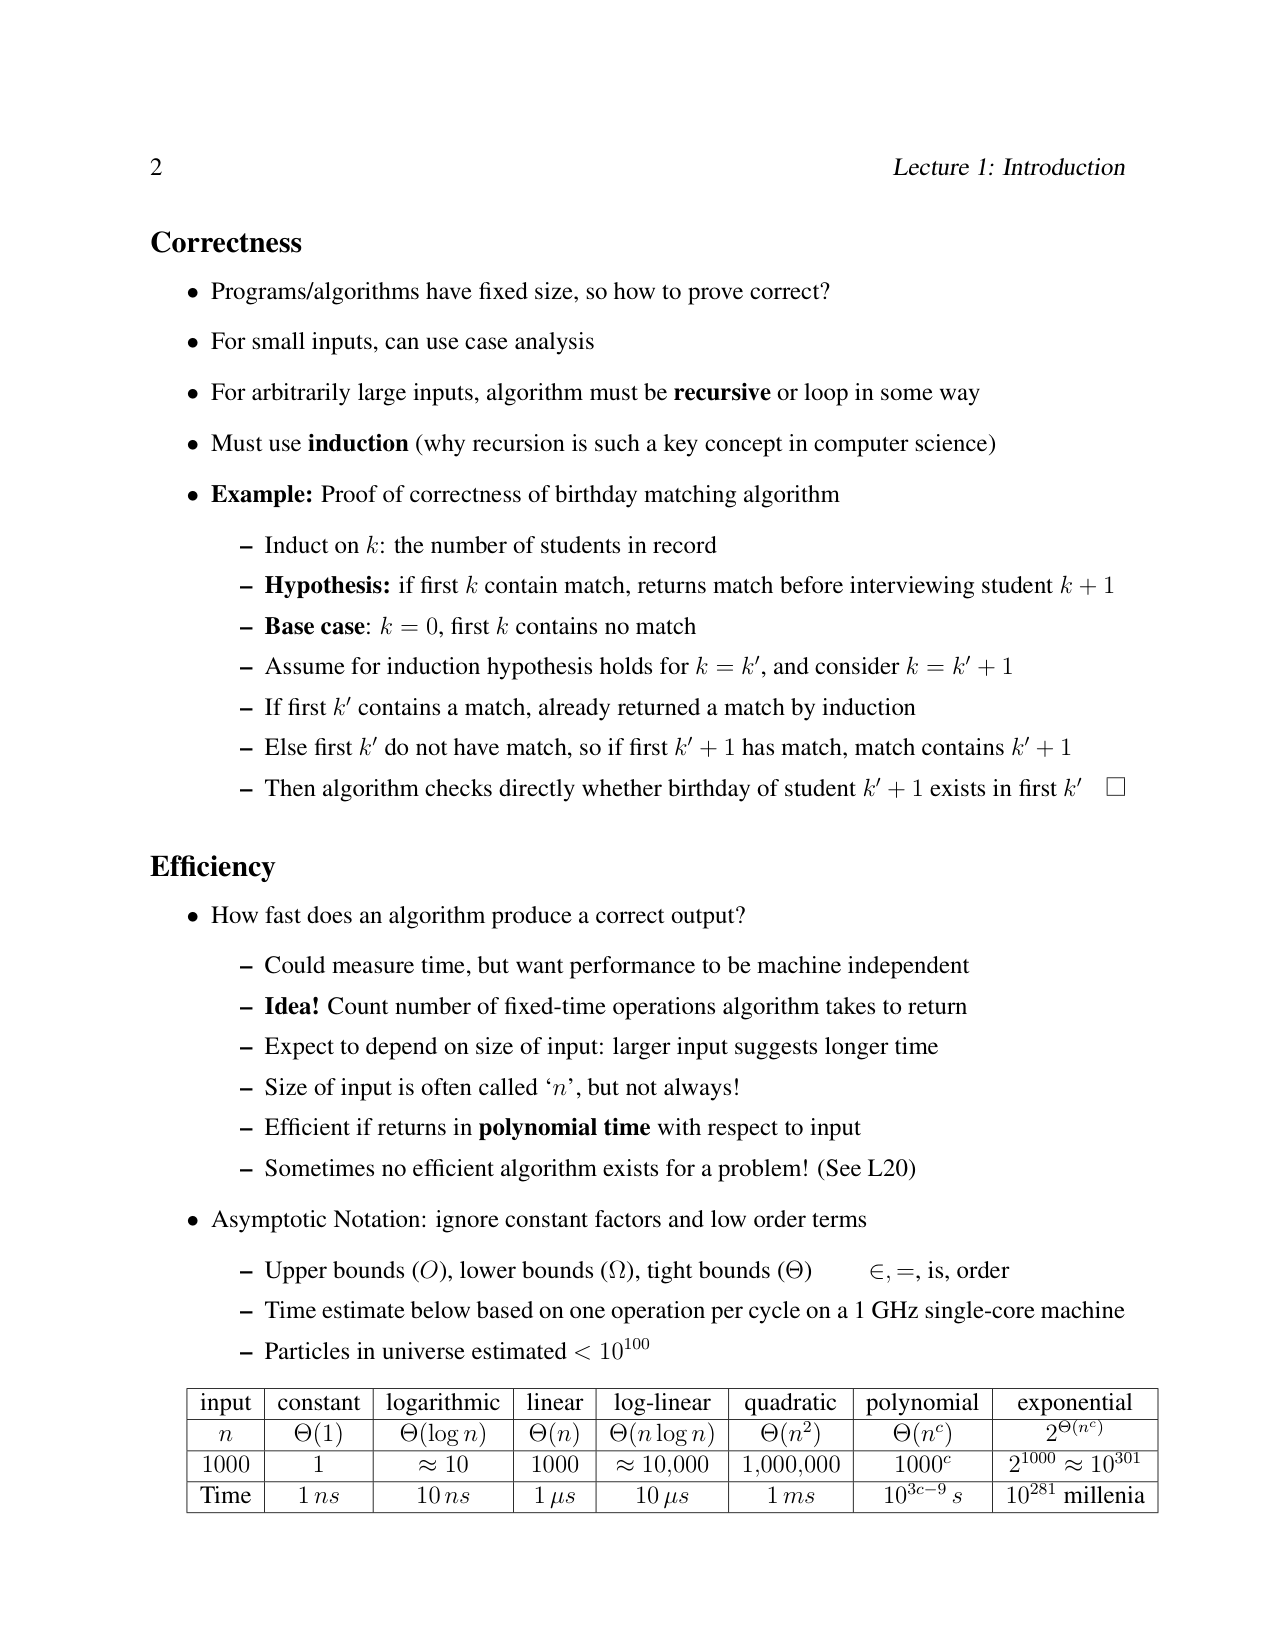 2 Lecture 1: Introduction
Correctness
• Programs/algorithms have fixed size, so how to prove correct?
• For small inputs, can use case analysis
• For arbitrarily large inputs, algorithm must be recursive or loop in some way
• Must use induction (why recursion is such a key concept in computer science)
• Example: Proof of correctness of birthday matching algorithm
– Induct on k: the number of students in record
– Hypothesis: if first k contain match, returns match before interviewing student k + 1
– Base case: k = 0, first k contains no match
– Assume for induction hypothesis holds for k = k′, and consider k = k′ + 1
– If first k′ contains a match, already returned a match by induction
– Else first k′ do not have match, so if first k′ + 1 has match, match contains k′ + 1
– Then algorithm checks directly whether birthday of student k′ + 1 exists in first k′ □
Efficiency
• How fast does an algorithm produce a correct output?
– Could measure time, but want performance to be machine independent
– Idea! Count number of fixed-time operations algorithm takes to return
– Expect to depend on size of input: larger input suggests longer time
– Size of input is often called ‘n’, but not always!
– Efficient if returns in polynomial time with respect to input
– Sometimes no efficient algorithm exists for a problem! (See L20)
• Asymptotic Notation: ignore constant factors and low order terms
– Upper bounds (O), lower bounds (Ω), tight bounds (Θ) ∈, =, is, order
– Time estimate below based on one operation per cycle on a 1 GHz single-core machine
– Particles in universe estimated < 10^100
input constant logarithmic linear log-linear quadratic polynomial exponential
n Θ(1) Θ(log n) Θ(n) Θ(n log n) Θ(n²) Θ(n^c) 2^Θ(n^c)
1000 1 ≈ 10 1000 ≈ 10,000 1,000,000 1000^c 2^1000 ≈ 10^301
Time 1 ns 10 ns 1 μs 10 μs 1 ms 10^(3c−9) s 10^281 millenia